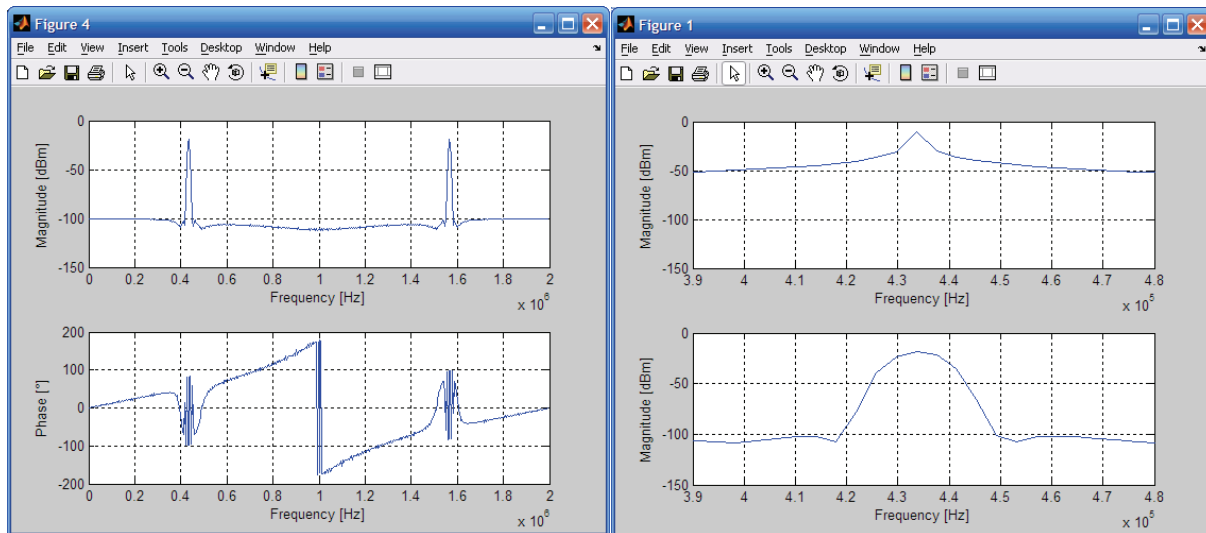 Figure 4
File Edit View Insert Tools Desktop Window Help
0
-50
-100
-150
Magnitude [dBm]
0 0.2 0.4 0.6 0.8 1 1.2 1.4 1.6 1.8 2
Frequency [Hz]
x 10^6
200
100
0
-100
-200
Phase [°]
0 0.2 0.4 0.6 0.8 1 1.2 1.4 1.6 1.8 2
Frequency [Hz]
x 10^6
Figure 1
File Edit View Insert Tools Desktop Window Help
0
-50
-100
-150
Magnitude [dBm]
3.9 4 4.1 4.2 4.3 4.4 4.5 4.6 4.7 4.8
Frequency [Hz]
x 10^5
0
-50
-100
-150
Magnitude [dBm]
3.9 4 4.1 4.2 4.3 4.4 4.5 4.6 4.7 4.8
Frequency [Hz]
x 10^5